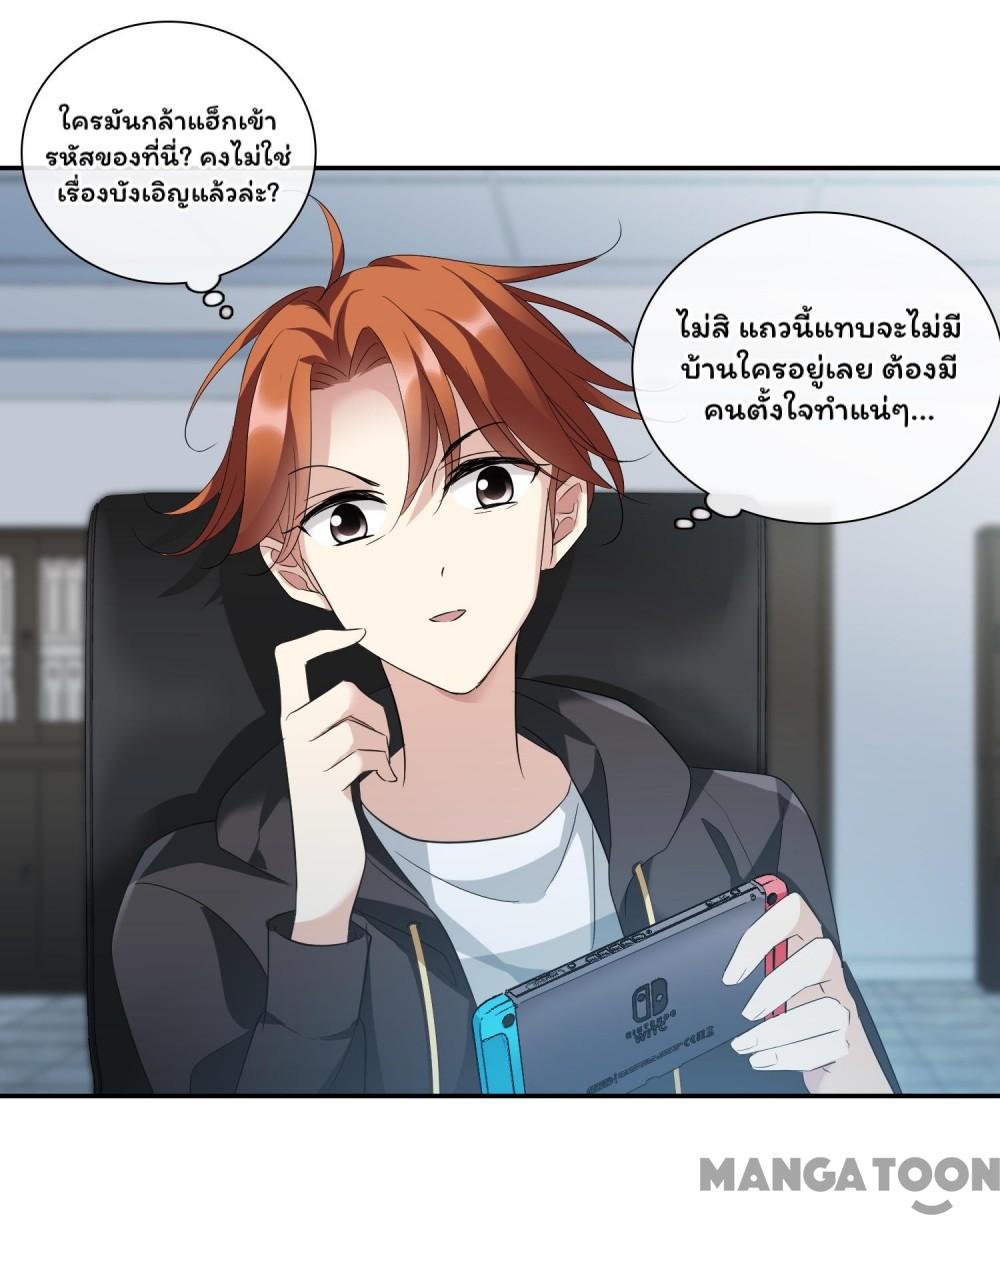 ใครมันกล้าแฮ็กเข้า
รหัสของที่นี่? คงไม่ใช่
เรื่องบังเอิญแล้วล่ะ?
ไม่สิ แถวนี้แทบจะไม่มี
บ้านใครอยู่เลย ต้องมี
คนตั้งใจทำแน่ๆ...
NINTENPO
WITC
MANGATOON